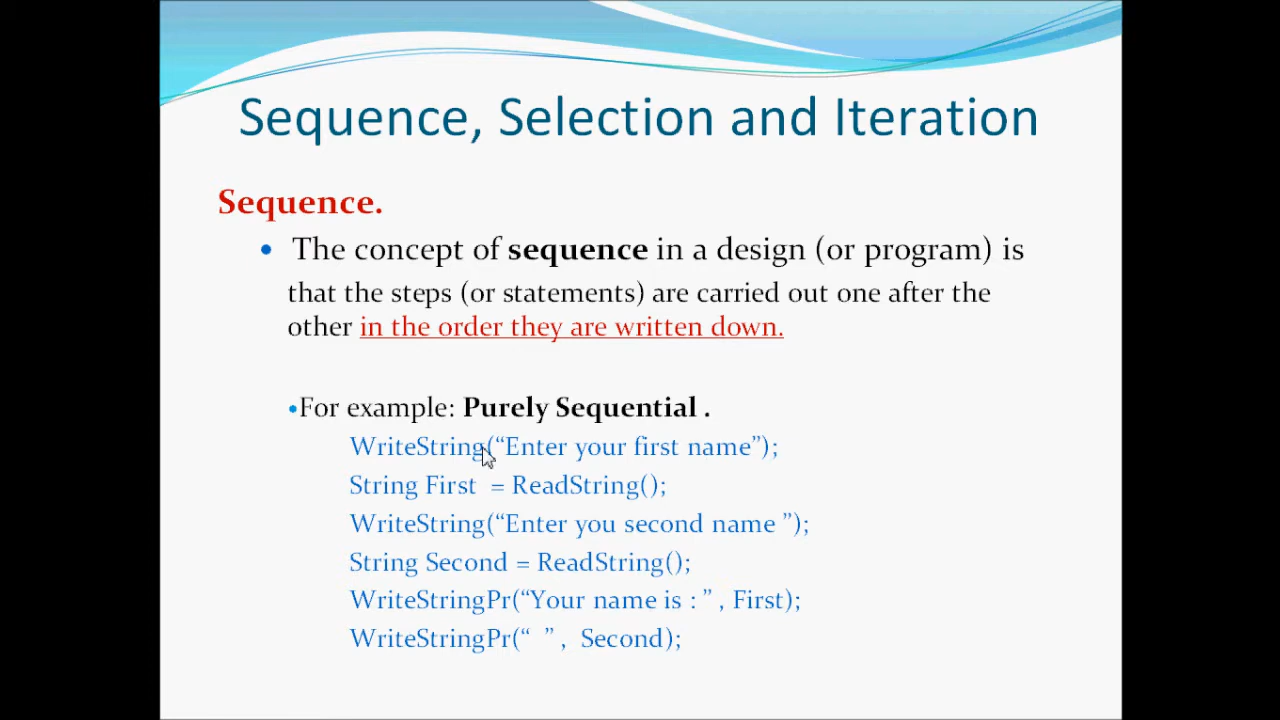 Sequence, Selection and Iteration
Sequence.
• The concept of sequence in a design (or program) is
that the steps (or statements) are carried out one after the
other in the order they are written down.
•For example: Purely Sequential .
WriteString(“Enter your first name”);
String First = ReadString();
WriteString(“Enter you second name ”);
String Second = ReadString();
WriteStringPr(“Your name is : ” , First);
WriteStringPr(“ ” , Second);